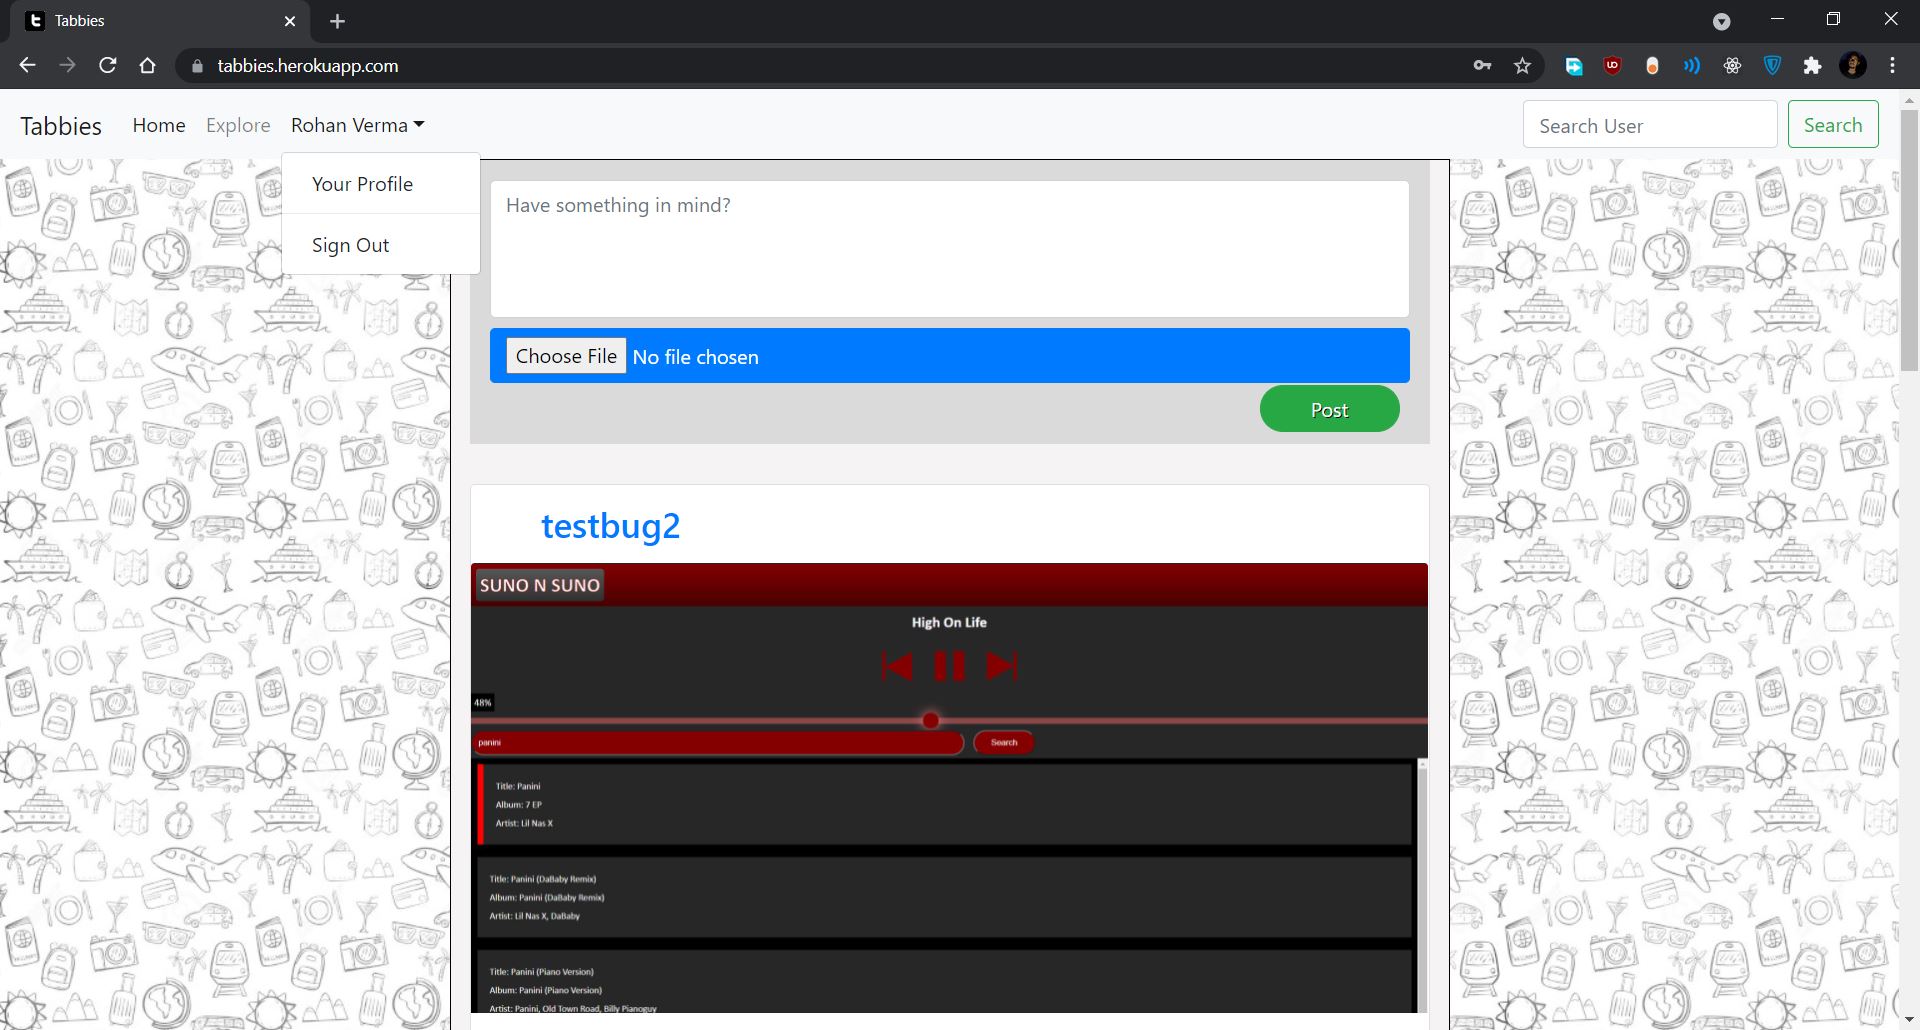 Tabbies
tabbies.herokuapp.com
Tabbies Home Explore Rohan Verma Search User Search
Your Profile
Sign Out
Have something in mind?
Choose File No file chosen
Post
testbug2
SUNO N SUNO
High On Life
48%
panini Search
Title: Panini
Album: 7 EP
Artist: Lil Nas X
Title: Panini (DaBaby Remix)
Album: Panini (DaBaby Remix)
Artist: Lil Nas X, DaBaby
Title: Panini (Piano Version)
Album: Panini (Piano Version)
Artist: Panini, Old Town Road, Billy Pianoguy